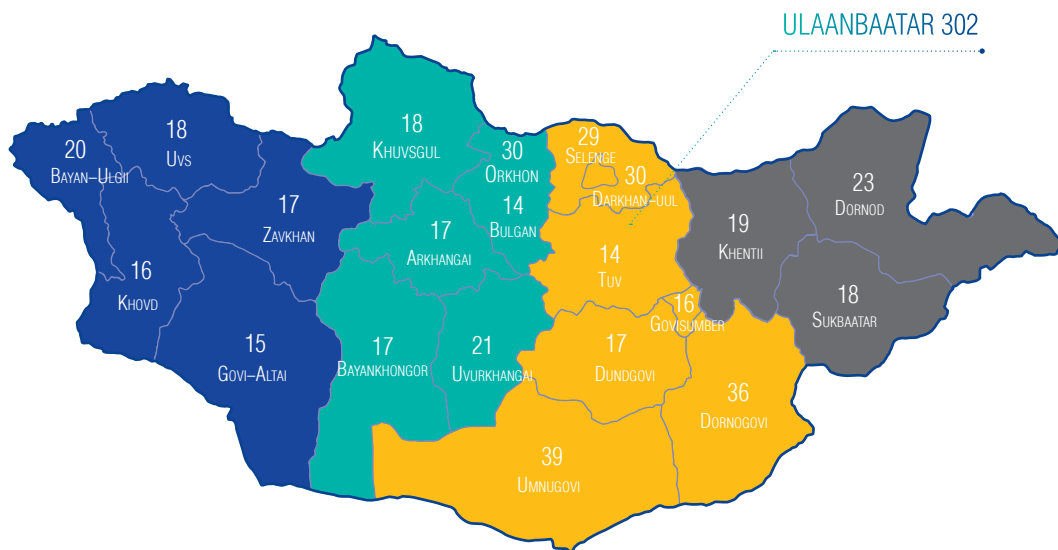 ULAANBAATAR 302
20
BAYAN–ULGII
18
UVS
17
ZAVKHAN
16
KHOVD
15
GOVI–ALTAI
18
KHUVSGUL
30
ORKHON
14
BULGAN
17
ARKHANGAI
17
BAYANKHONGOR
21
UVURKHANGAI
29
SELENGE
30
DARKHAN–UUL
14
TUV
16
GOVISUMBER
17
DUNDGOVI
36
DORNOGOVI
39
UMNUGOVI
19
KHENTII
23
DORNOD
18
SUKBAATAR